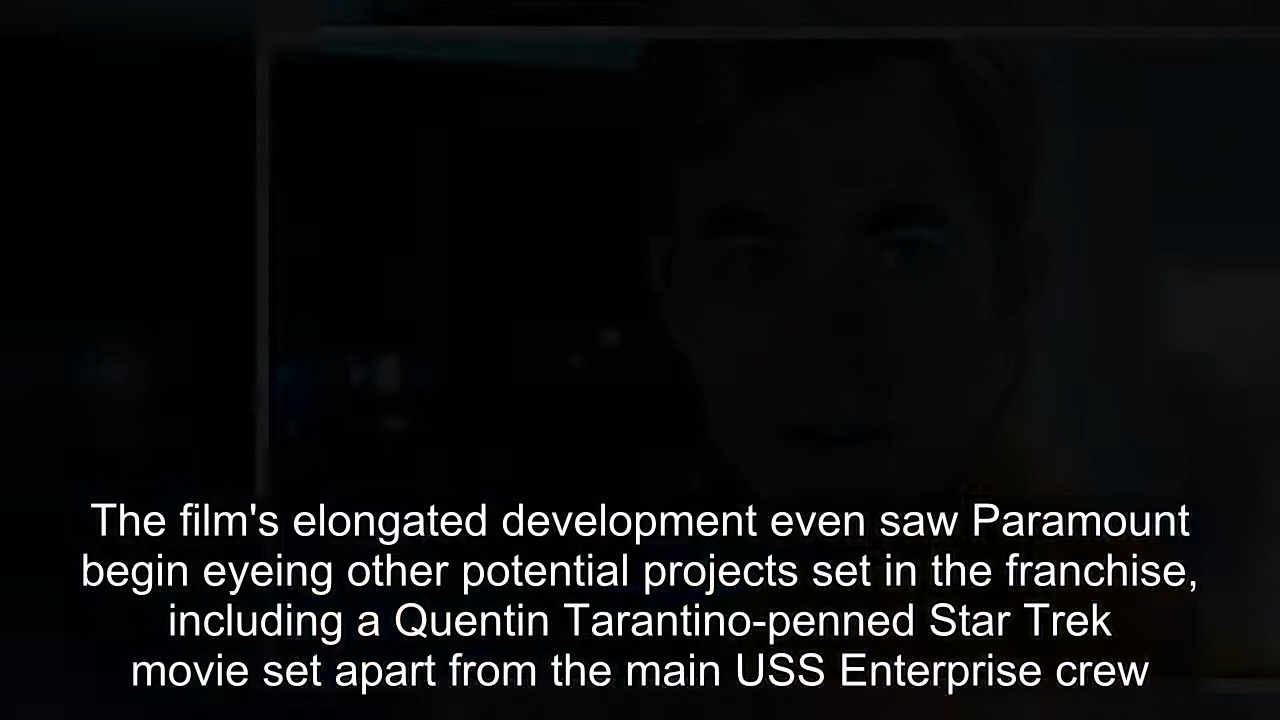 The film's elongated development even saw Paramount
begin eyeing other potential projects set in the franchise,
including a Quentin Tarantino-penned Star Trek
movie set apart from the main USS Enterprise crew